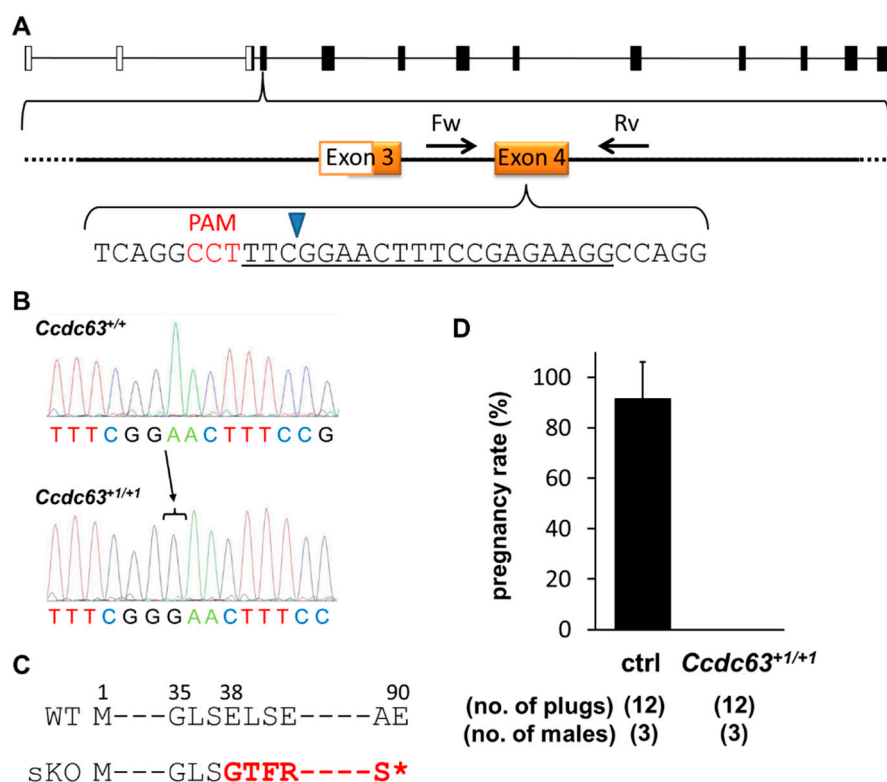 A
Fw Rv
Exon 3 Exon 4
PAM
TCAGGCCTTTCGGAACTTTCCGAGAAGGCCAGG
B
Ccdc63+/+
TTTCGGAACTTTCCG
Ccdc63+1/+1
TTTCGGGAACTTTCC
C
1 35 38 90
WT M---GLSELSE----AE
sKO M---GLSGTFR----S*
D
pregnancy rate (%)
100
80
60
40
20
0
ctrl Ccdc63+1/+1
(no. of plugs) (12) (12)
(no. of males) (3) (3)